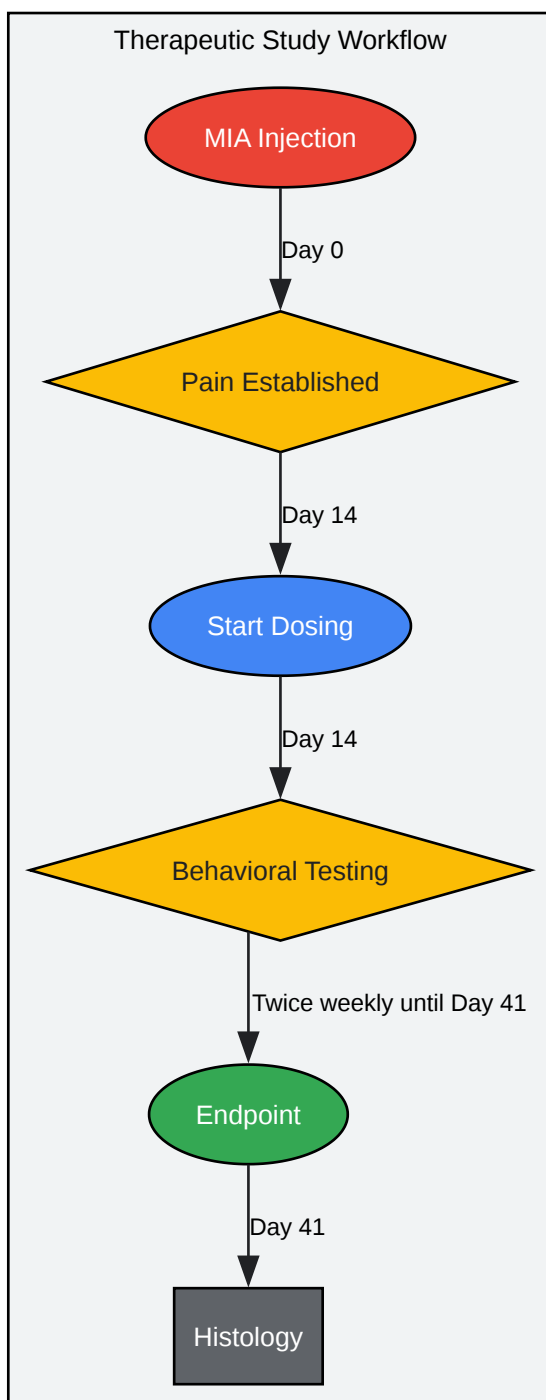 Therapeutic Study Workflow
MIA Injection
Day 0
Pain Established
Day 14
Start Dosing
Day 14
Behavioral Testing
Twice weekly until Day 41
Endpoint
Day 41
Histology